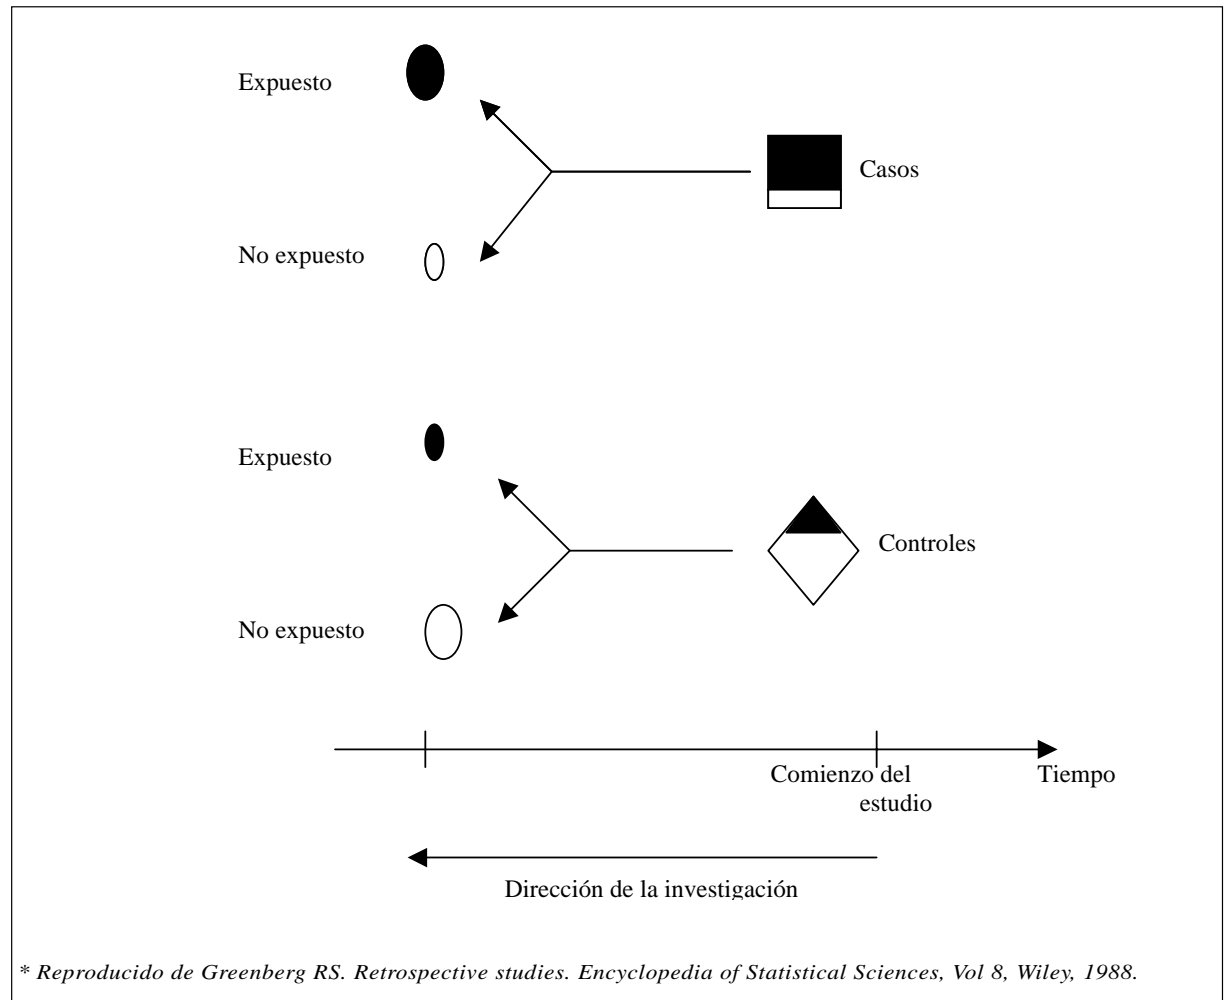 Expuesto
Casos
No expuesto
Expuesto
Controles
No expuesto
Comienzo del
estudio
Tiempo
Dirección de la investigación
* Reproducido de Greenberg RS. Retrospective studies. Encyclopedia of Statistical Sciences, Vol 8, Wiley, 1988.